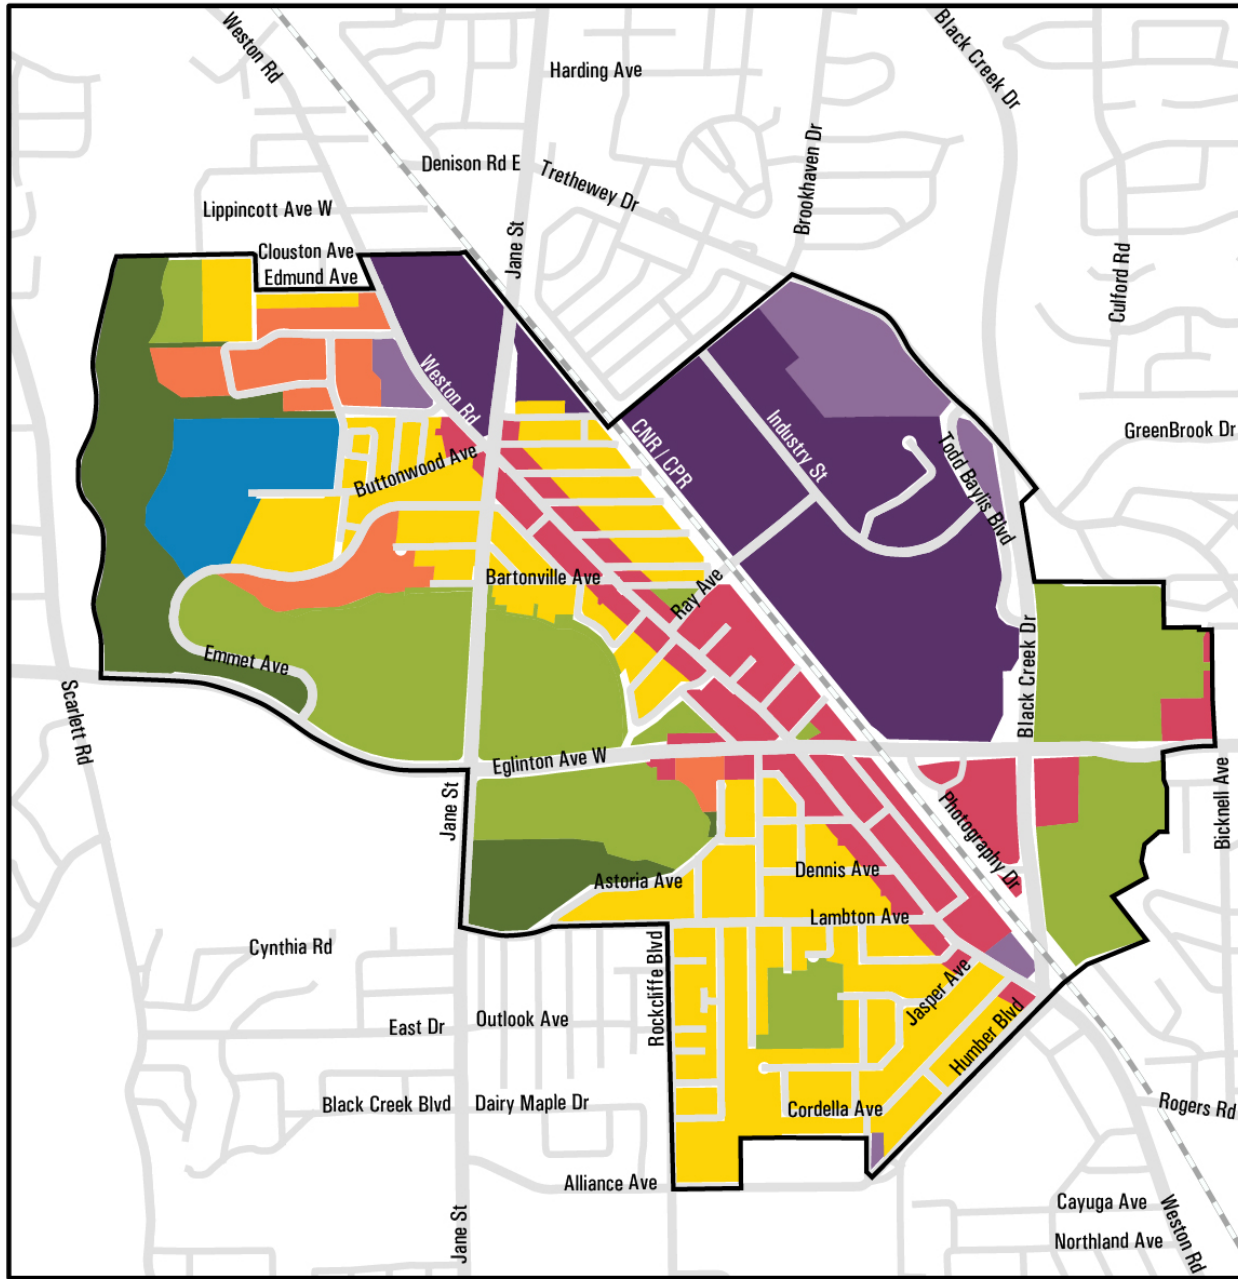 Weston Rd
Harding Ave
Black Creek Dr
Denison Rd E
Trethewey Dr
Brookhaven Dr
Lippincott Ave W
Clouston Ave
Edmund Ave
Jane St
Culford Rd
Weston Rd
CNR / CPR
Industry St
GreenBrook Dr
Todd Baylis Blvd
Buttonwood Ave
Bartonville Ave
Ray Ave
Emmet Ave
Black Creek Dr
Scarlett Rd
Eglinton Ave W
Jane St
Photography Dr
Bicknell Ave
Dennis Ave
Astoria Ave
Lambton Ave
Cynthia Rd
Rockcliffe Blvd
Jasper Ave
East Dr
Outlook Ave
Humber Blvd
Black Creek Blvd
Dairy Maple Dr
Cordella Ave
Rogers Rd
Alliance Ave
Jane St
Cayuga Ave
Weston Rd
Northland Ave